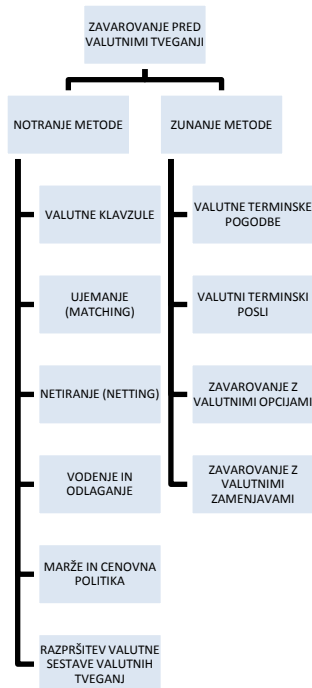 ZAVAROVANJE PRED
VALUTNIMI TVEGANJI
NOTRANJE METODE
VALUTNE KLAVZULE
UJEMANJE
(MATCHING)
NETIRANJE (NETTING)
VODENJE IN
ODLAGANJE
MARŽE IN CENOVNA
POLITIKA
RAZPRŠITEV VALUTNE
SESTAVE VALUTNIH
TVEGANJ
ZUNANJE METODE
VALUTNE TERMINSKE
POGODBE
VALUTNI TERMINSKI
POSLI
ZAVAROVANJE Z
VALUTNIMI OPCIJAMI
ZAVAROVANJE Z
VALUTNIMI
ZAMENJAVAMI